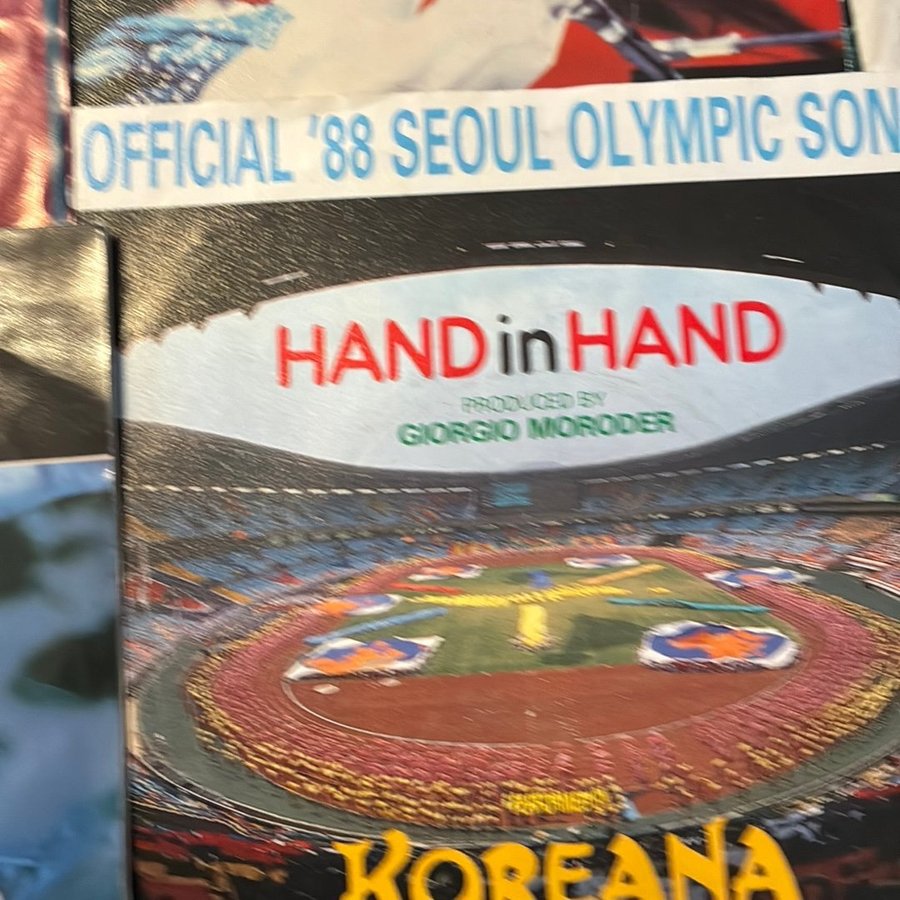 OFFICIAL '88 SEOUL OLYMPIC SON
HAND in HAND
PRODUCED BY
GIORGIO MORODER
KOREANA